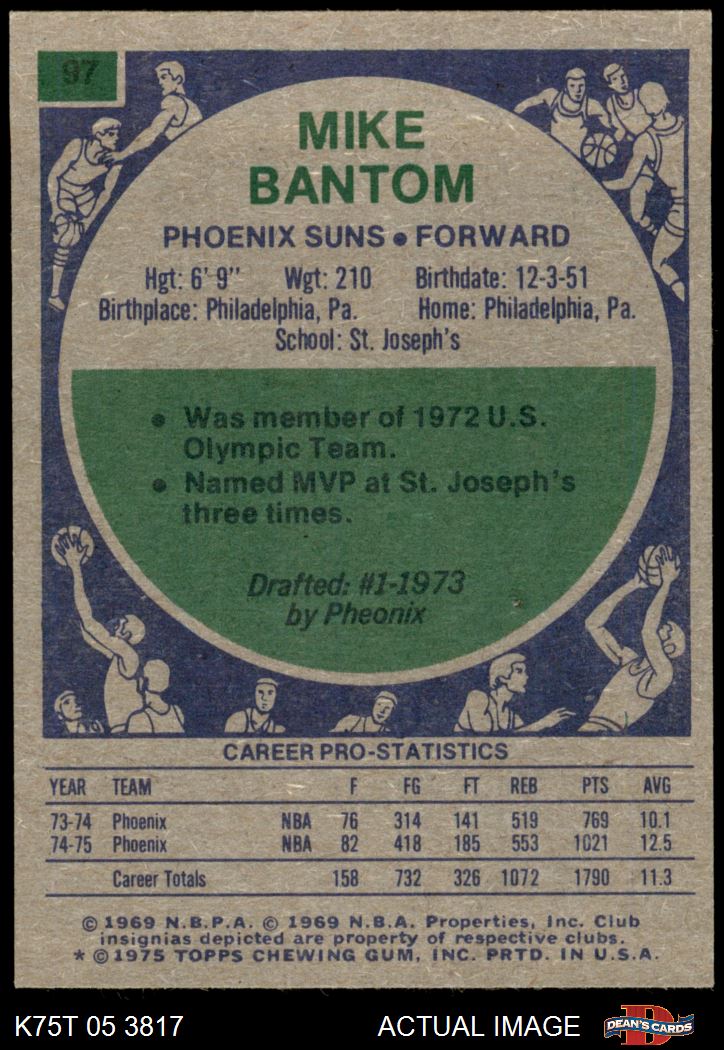 97
MIKE
BANTOM
PHOENIX SUNS • FORWARD
Hgt: 6' 9" Wgt: 210 Birthdate: 12-3-51
Birthplace: Philadelphia, Pa. Home: Philadelphia, Pa.
School: St. Joseph's
• Was member of 1972 U.S.
Olympic Team.
• Named MVP at St. Joseph's
three times.
Drafted: #1-1973
by Pheonix
CAREER PRO-STATISTICS
YEAR TEAM F FG FT REB PTS AVG
73-74 Phoenix NBA 76 314 141 519 769 10.1
74-75 Phoenix NBA 82 418 185 553 1021 12.5
Career Totals 158 732 326 1072 1790 11.3
© 1969 N.B.P.A. © 1969 N.B.A. Properties, Inc. Club
insignias depicted are property of respective clubs.
* © 1975 TOPPS CHEWING GUM, INC. PRTD. IN U.S.A.
K75T 05 3817 ACTUAL IMAGE D DEAN'S CARDS